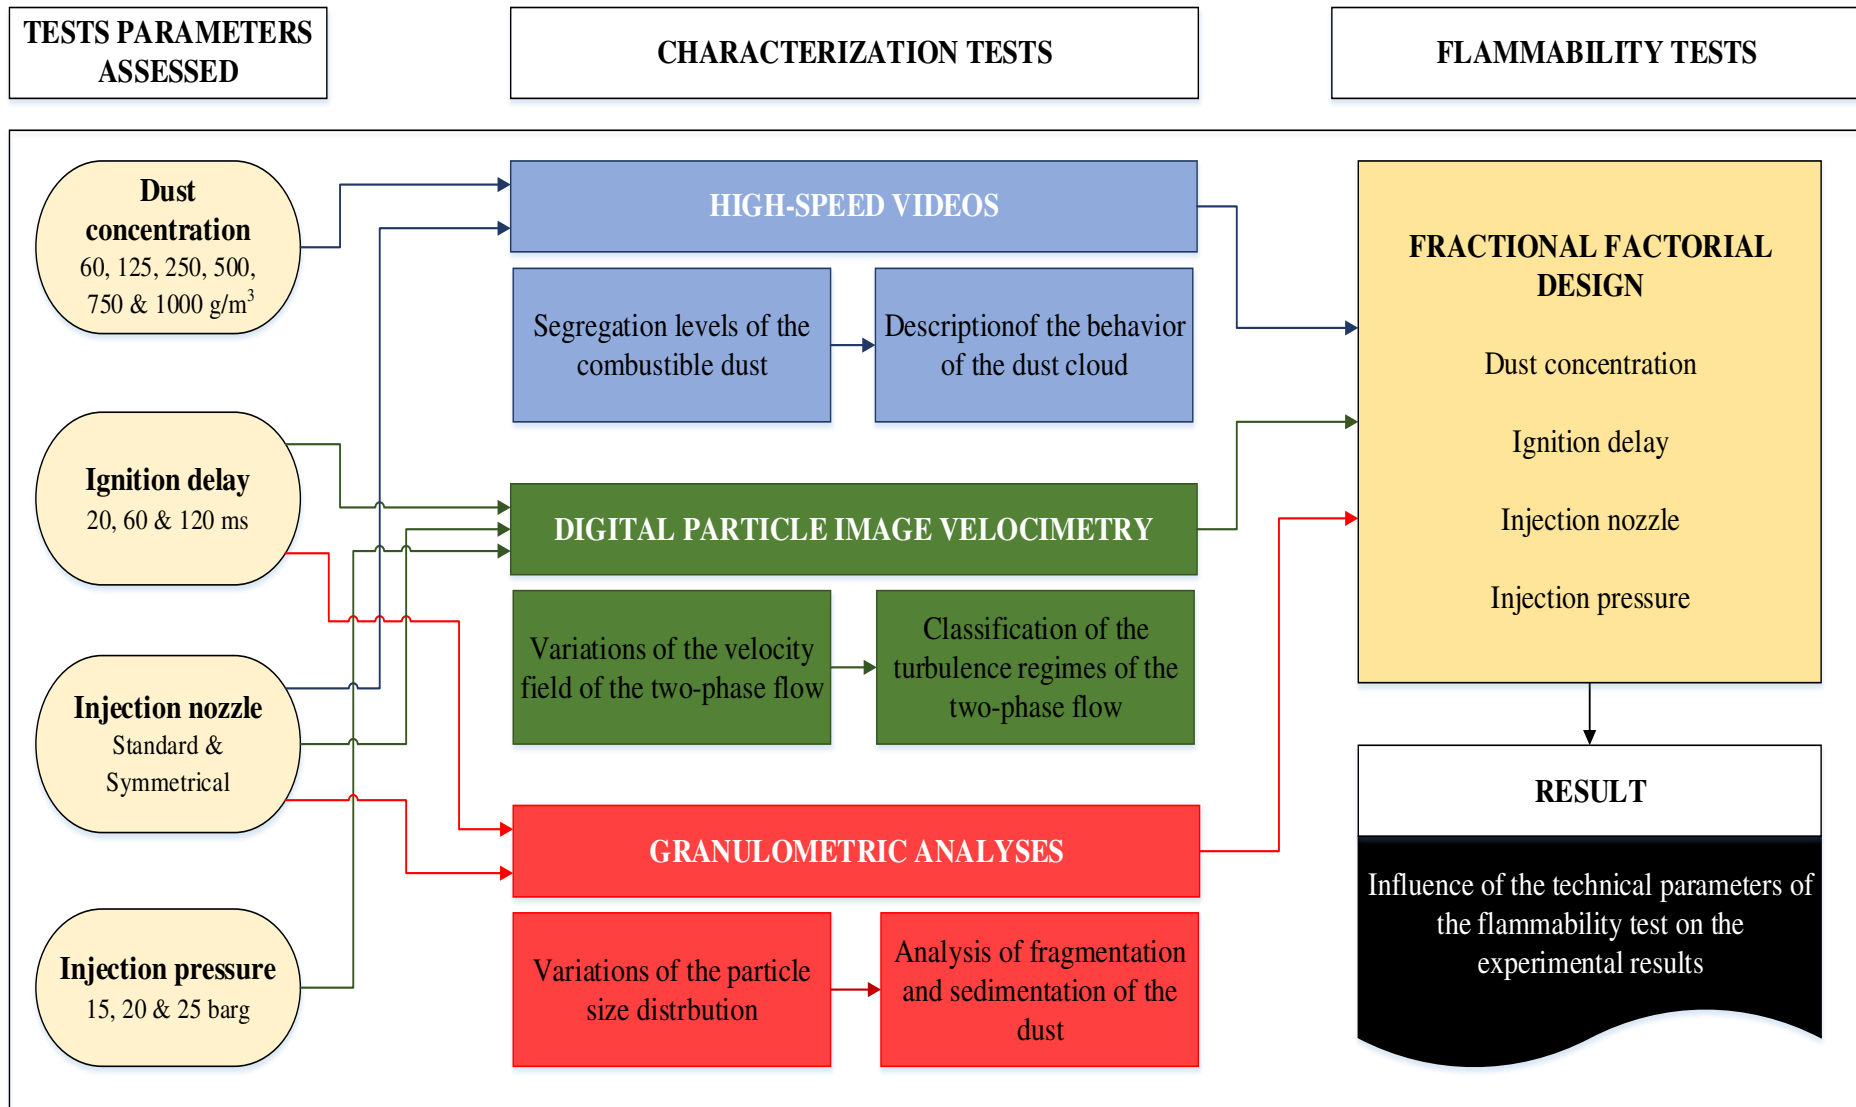 TESTS PARAMETERS
ASSESSED
CHARACTERIZATION TESTS
FLAMMABILITY TESTS
Dust
concentration
60, 125, 250, 500,
750 & 1000 g/m³
Ignition delay
20, 60 & 120 ms
Injection nozzle
Standard &
Symmetrical
Injection pressure
15, 20 & 25 barg
HIGH-SPEED VIDEOS
Segregation levels of the
combustible dust
Descriptionof the behavior
of the dust cloud
DIGITAL PARTICLE IMAGE VELOCIMETRY
Variations of the velocity
field of the two-phase flow
Classification of the
turbulence regimes of the
two-phase flow
GRANULOMETRIC ANALYSES
Variations of the particle
size distrbution
Analysis of fragmentation
and sedimentation of the
dust
FRACTIONAL FACTORIAL
DESIGN
Dust concentration
Ignition delay
Injection nozzle
Injection pressure
RESULT
Influence of the technical parameters of
the flammability test on the
experimental results